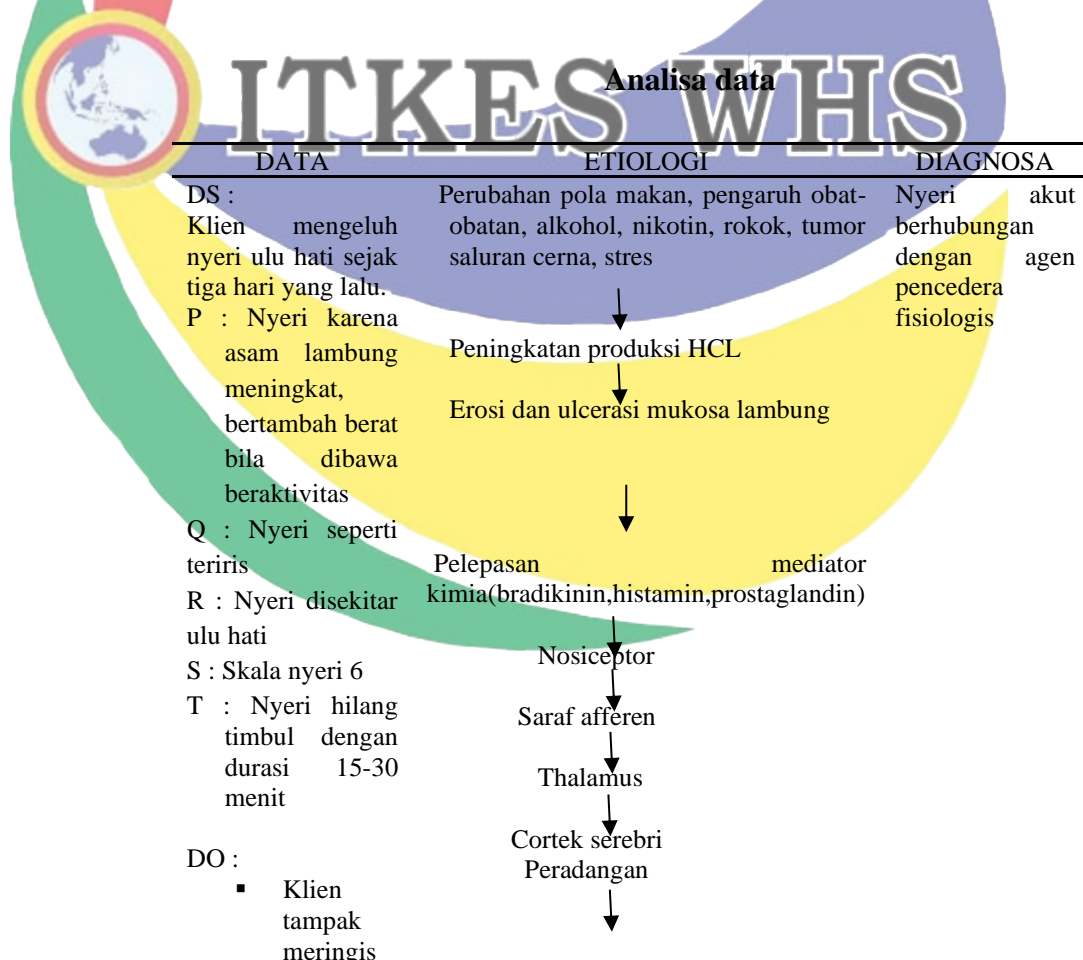 ITKES WHS
Analisa data
DATA ETIOLOGI DIAGNOSA
DS :
Klien mengeluh
nyeri ulu hati sejak
tiga hari yang lalu.
P : Nyeri karena
asam lambung
meningkat,
bertambah berat
bila dibawa
beraktivitas
Q : Nyeri seperti
teriris
R : Nyeri disekitar
ulu hati
S : Skala nyeri 6
T : Nyeri hilang
timbul dengan
durasi 15-30
menit
DO :
▪ Klien
tampak
meringis
Perubahan pola makan, pengaruh obat-
obatan, alkohol, nikotin, rokok, tumor
saluran cerna, stres
Peningkatan produksi HCL
Erosi dan ulcerasi mukosa lambung
Pelepasan mediator
kimia(bradikinin,histamin,prostaglandin)
Nosiceptor
Saraf afferen
Thalamus
Cortek serebri
Peradangan
Nyeri akut
berhubungan
dengan agen
pencedera
fisiologis